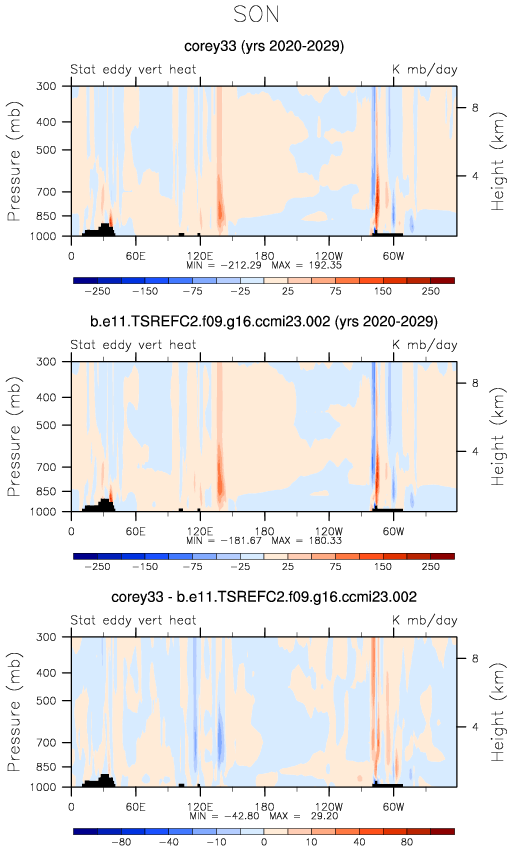 SON
corey33 (yrs 2020-2029)
Stat eddy vert heat K mb/day
300
400
500
700
850
1000
Pressure (mb)
8
4
Height (km)
0 60E 120E 180 120W 60W
MIN = -212.29 MAX = 192.35
-250 -150 -75 -25 25 75 150 250
b.e11.TSREFC2.f09.g16.ccmi23.002 (yrs 2020-2029)
Stat eddy vert heat K mb/day
300
400
500
700
850
1000
Pressure (mb)
8
4
Height (km)
0 60E 120E 180 120W 60W
MIN = -181.67 MAX = 180.33
-250 -150 -75 -25 25 75 150 250
corey33 - b.e11.TSREFC2.f09.g16.ccmi23.002
Stat eddy vert heat K mb/day
300
400
500
700
850
1000
Pressure (mb)
8
4
Height (km)
0 60E 120E 180 120W 60W
MIN = -42.80 MAX = 29.20
-80 -40 -10 0 10 40 80